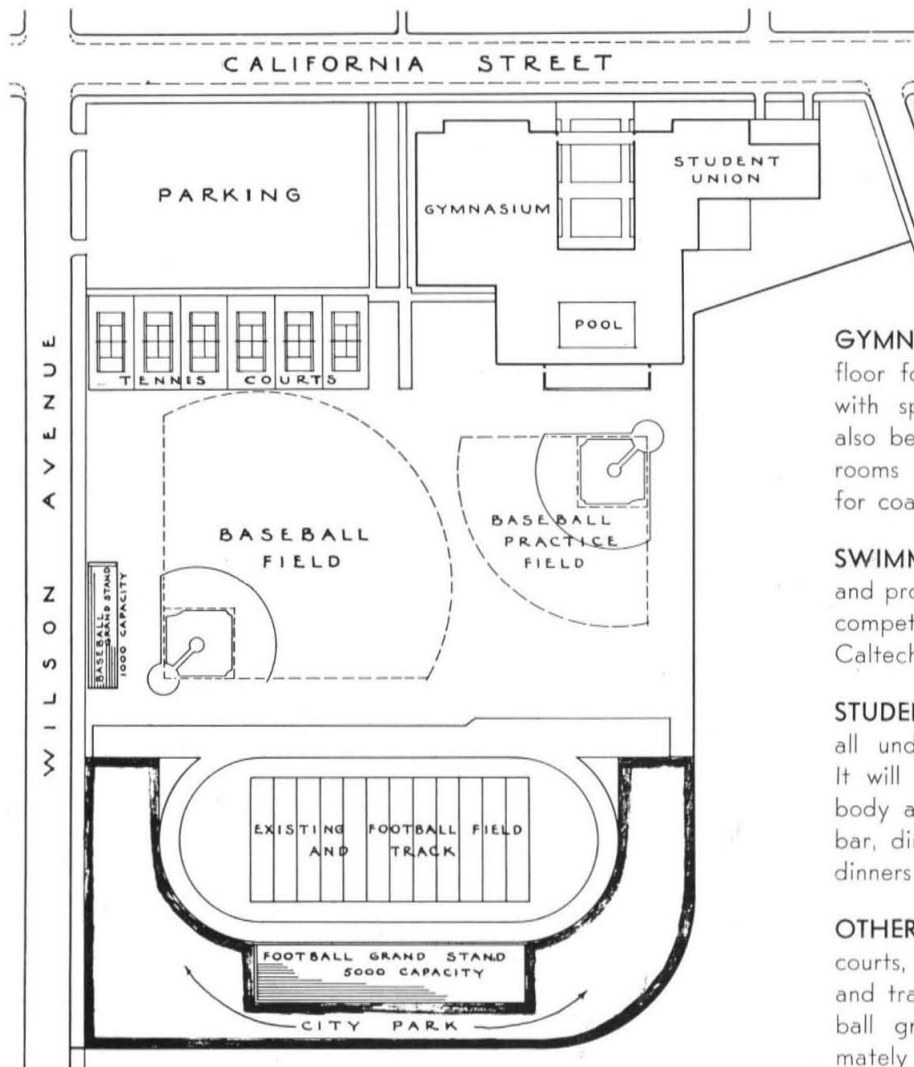 CALIFORNIA STREET
PARKING
GYMNASIUM
STUDENT
UNION
POOL
TENNIS COURTS
WILSON AVENUE
BASEBALL
FIELD
BASEBALL
PRACTICE
FIELD
BASEBALL
GRAND STAND
1000 CAPACITY
EXISTING FOOTBALL FIELD
AND TRACK
FOOTBALL GRAND STAND
5000 CAPACITY
CITY PARK
GYMN
floor fo
with sp
also be
rooms
for coa
SWIMM
and pro
compet
Caltech
STUDE
all und
It will
body a
bar, di
dinners
OTHER
courts,
and tra
ball gr
mately